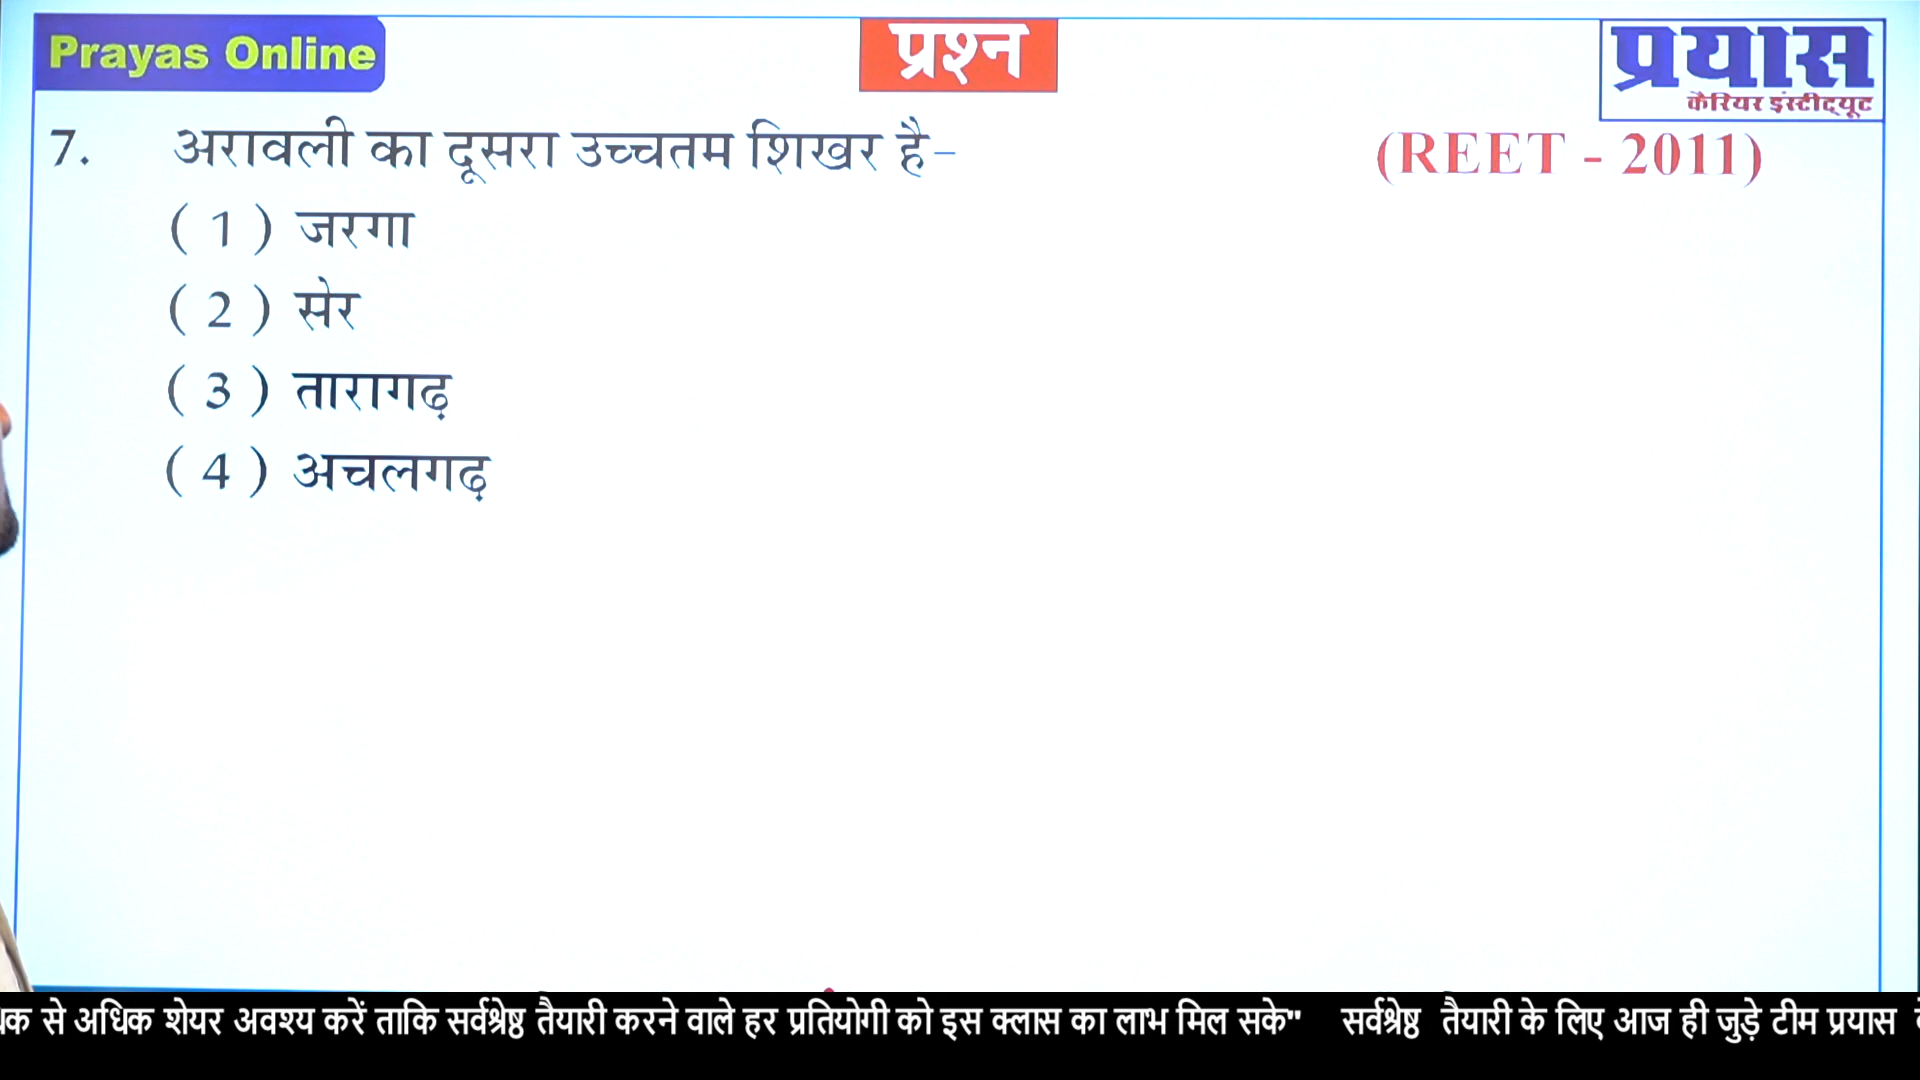 Prayas Online
प्रश्न
प्रयास
कैरियर इंस्टीट्यूट
7. अरावली का दूसरा उच्चतम शिखर है- (REET - 2011)
( 1 ) जरगा
( 2 ) सेर
( 3 ) तारागढ़
( 4 ) अचलगढ़
से अधिक शेयर अवश्य करें ताकि सर्वश्रेष्ठ तैयारी करने वाले हर प्रतियोगी को इस क्लास का लाभ मिल सके" सर्वश्रेष्ठ तैयारी के लिए आज ही जुड़े टीम प्रयास